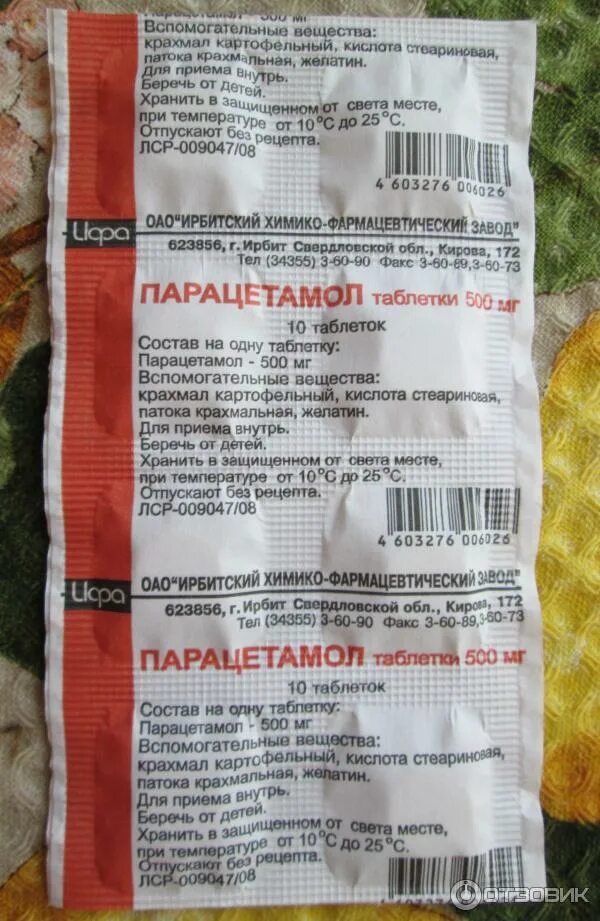 Парацетамол - 500 мг
Вспомогательные вещества:
крахмал картофельный, кислота стеариновая,
патока крахмальная, желатин.
Для приема внутрь.
Беречь от детей.
Хранить в защищенном от света месте,
при температуре от 10°С до 25°С.
Отпускают без рецепта.
ЛСР-009047/08
4 603276 006026
Ифа
ОАО"ИРБИТСКИЙ ХИМИКО-ФАРМАЦЕВТИЧЕСКИЙ ЗАВОД"
623856, г. Ирбит Свердловской обл., Кирова, 172
Тел (34355) 3-60-90 Факс 3-60-89,3-60-73
ПАРАЦЕТАМОЛ таблетки 500 мг
10 таблеток
Состав на одну таблетку:
Парацетамол - 500 мг
Вспомогательные вещества:
крахмал картофельный, кислота стеариновая,
патока крахмальная, желатин.
Для приема внутрь.
Беречь от детей.
Хранить в защищенном от света месте,
при температуре от 10°С до 25°С.
Отпускают без рецепта.
ЛСР-009047/08
4 603276 006026
Ифа
ОАО"ИРБИТСКИЙ ХИМИКО-ФАРМАЦЕВТИЧЕСКИЙ ЗАВОД"
623856, г. Ирбит Свердловской обл., Кирова, 172
Тел (34355) 3-60-90 Факс 3-60-89,3-60-73
ПАРАЦЕТАМОЛ таблетки 500 мг
10 таблеток
Состав на одну таблетку:
Парацетамол - 500 мг
Вспомогательные вещества:
крахмал картофельный, кислота стеариновая,
патока крахмальная, желатин.
Для приема внутрь.
Беречь от детей.
Хранить в защищенном от света месте,
при температуре от 10°С до 25°С.
Отпускают без рецепта.
ЛСР-009047/08
ОТЗОВИК